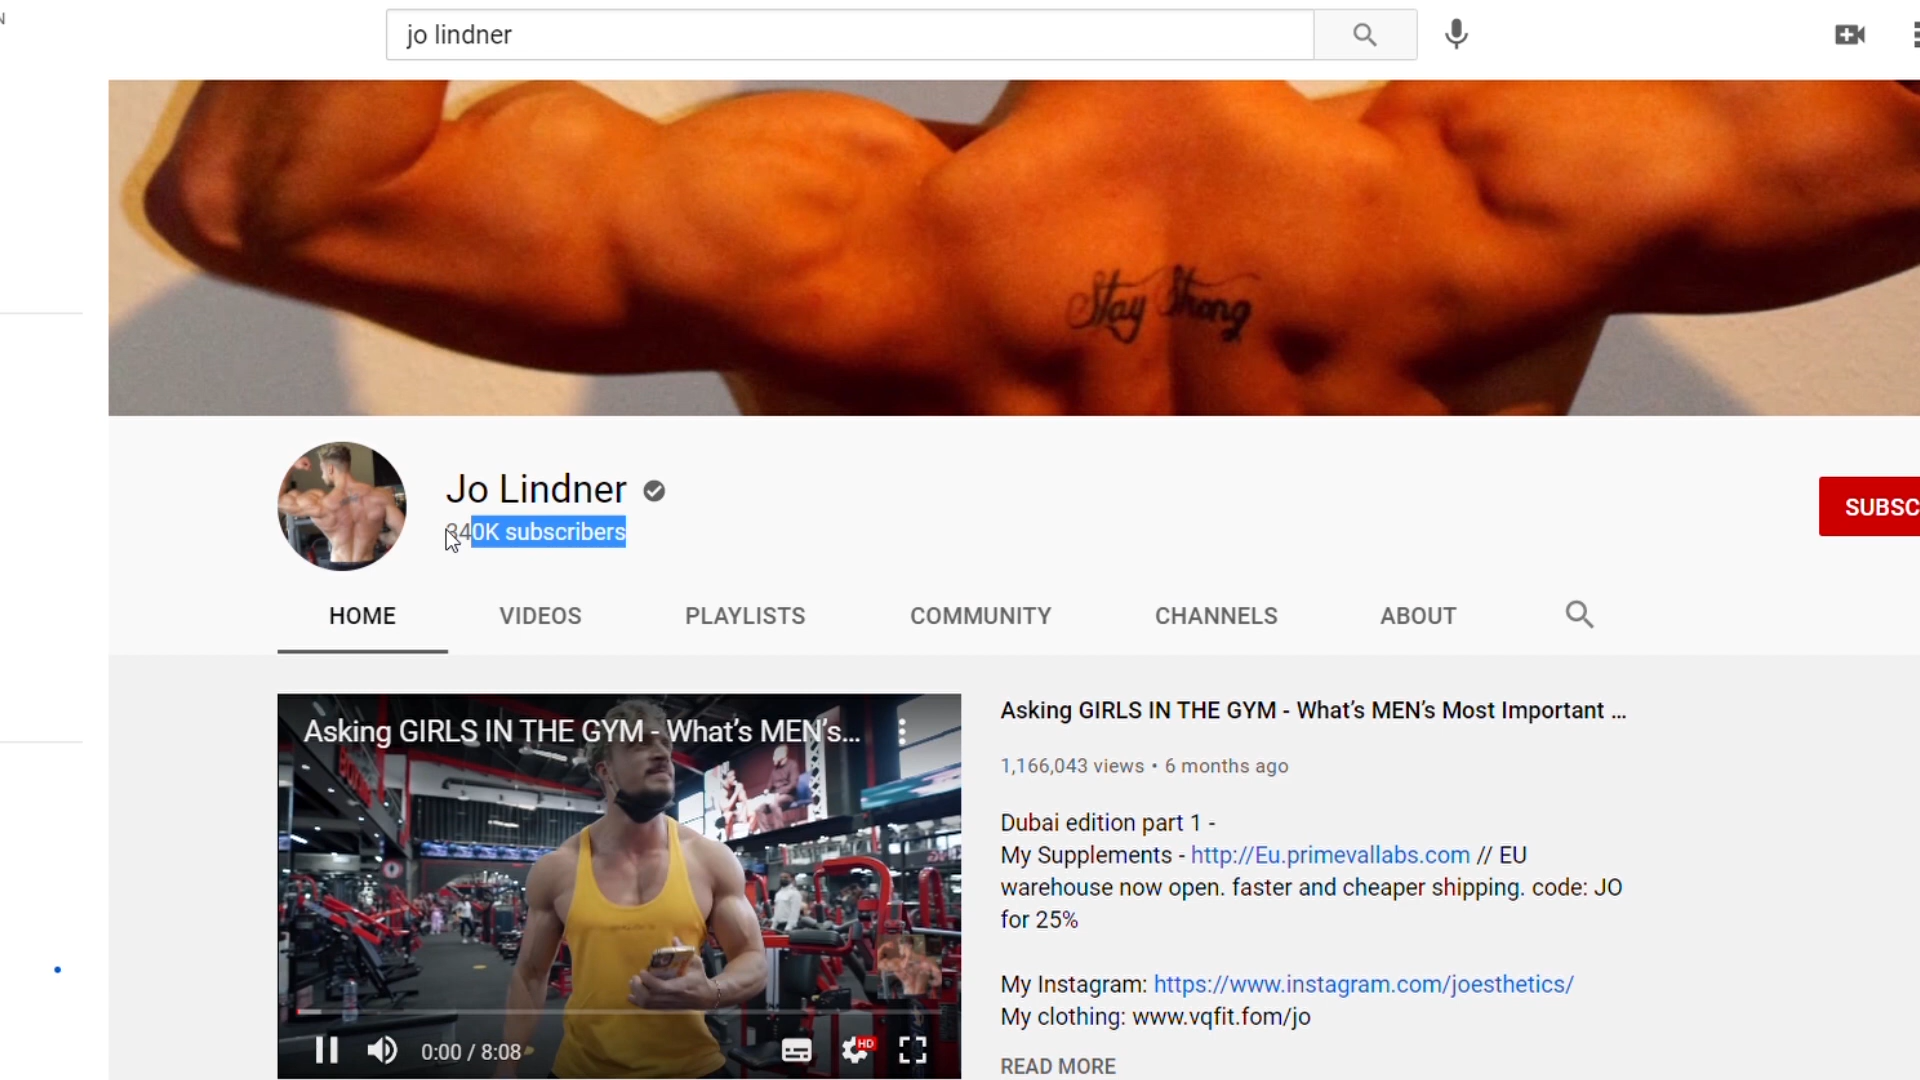 N
jo lindner
Stay Strong
Jo Lindner
340K subscribers
SUBSC
HOME
VIDEOS
PLAYLISTS
COMMUNITY
CHANNELS
ABOUT
Asking GIRLS IN THE GYM - What's MEN's...
0:00 / 8:08
HD
Asking GIRLS IN THE GYM - What's MEN's Most Important ...
1,166,043 views • 6 months ago
Dubai edition part 1 -
My Supplements - http://Eu.primevallabs.com // EU
warehouse now open. faster and cheaper shipping. code: JO
for 25%
My Instagram: https://www.instagram.com/joesthetics/
My clothing: www.vqfit.fom/jo
READ MORE